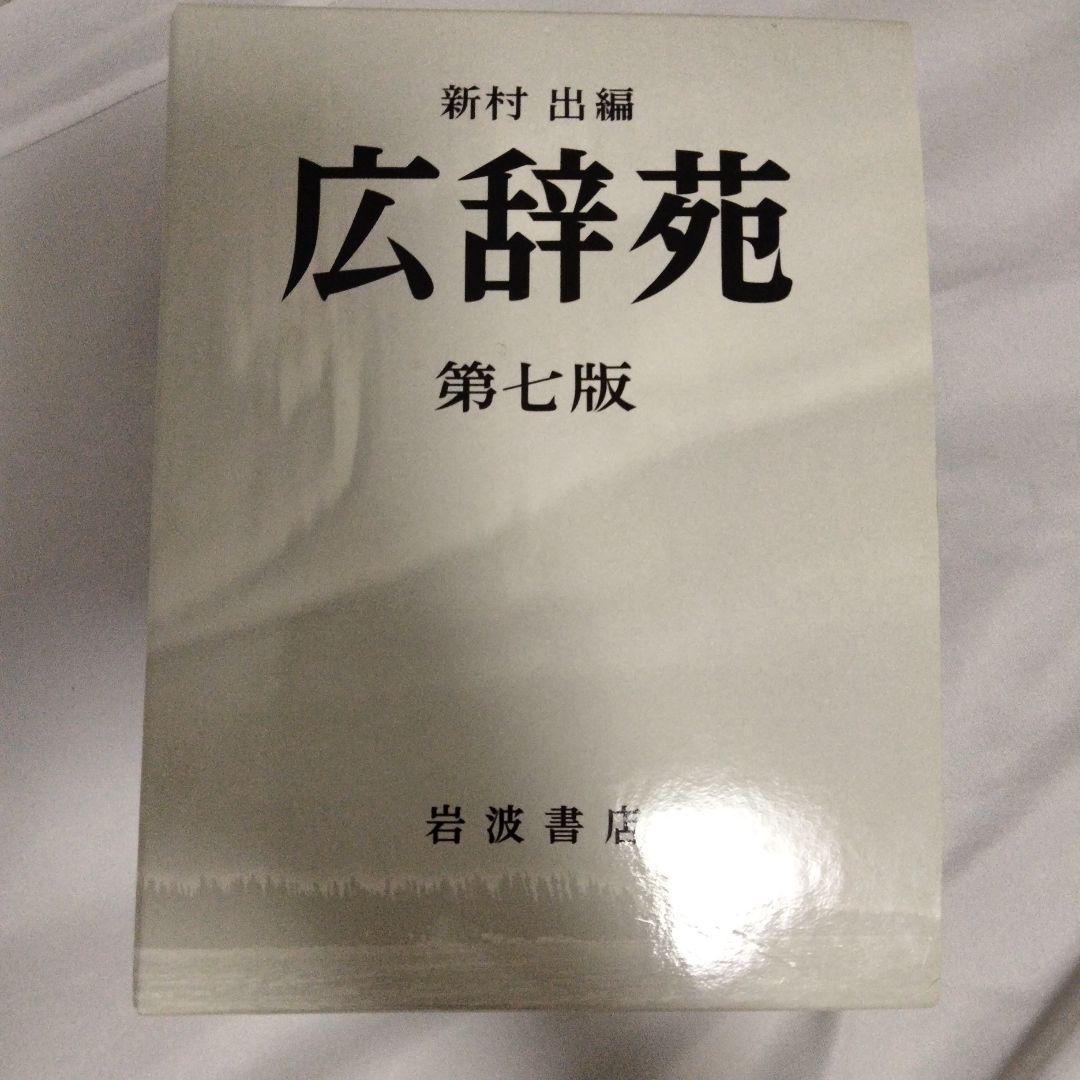 新村 出編
広辞苑
第七版
岩波書店